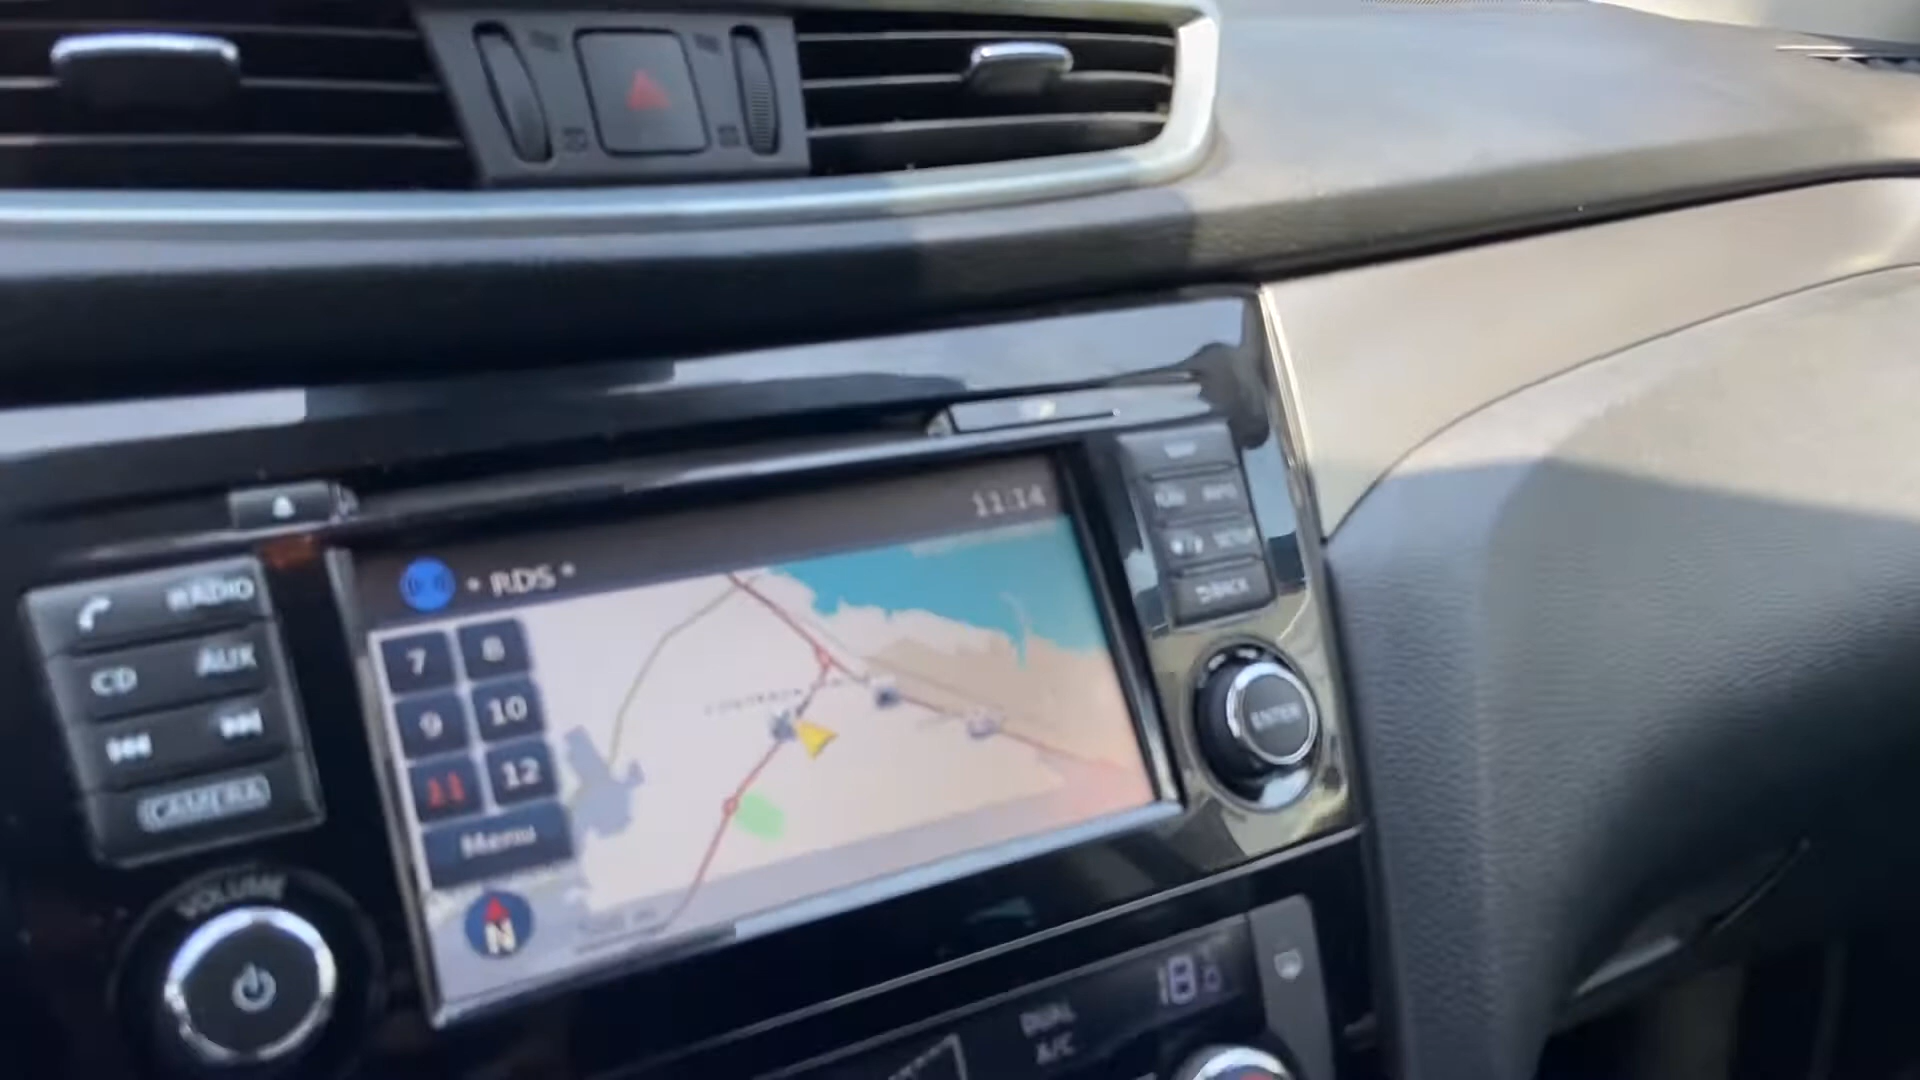 11:14
* RDS *
7 8
9 10
11 12
Menu
N
RADIO
CD AUX
CAMERA
VOLUME
SETUP
BACK
ENTER
DUAL
A/C